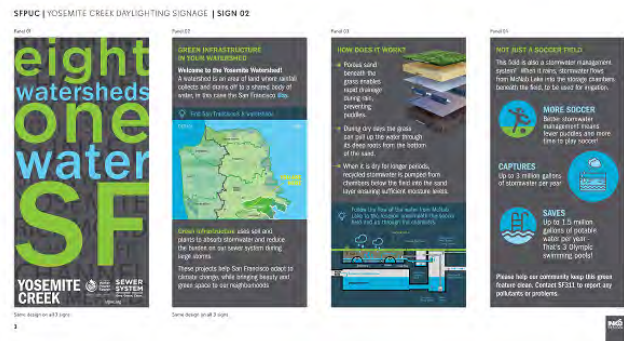 SFPUC | YOSEMITE CREEK DAYLIGHTING SIGNAGE | SIGN 02
Panel 01
eight
watersheds
one
water
SF
YOSEMITE
CREEK
SEWER
SYSTEM
Same design on all 3 signs
Panel 02
GREEN INFRASTRUCTURE
IN YOUR WATERSHED
Welcome to the Yosemite Watershed!
A watershed is an area of land where rainfall
collects and drains off to a shared body of
water, in this case the San Francisco Bay.
Green infrastructure uses soil and
plants to absorb stormwater and reduce
the burden on our sewer system during
large storms.
These projects help San Francisco adapt to
climate change, while bringing beauty and
green space to our neighborhoods
Same design on all 3 signs
Panel 03
HOW DOES IT WORK?
Porous sand
beneath the
grass enables
rapid drainage
during rain,
preventing
puddles.
During dry days the grass
can pull up the water through
its deep roots from the bottom
of the sand.
When it is dry for longer periods,
recycled stormwater is pumped from
chambers below the field into the sand
layer ensuring sufficient moisture levels.
Follow the flow of the water from McNab
Lake to the
Panel 04
NOT JUST A SOCCER FIELD
This field is also a stormwater management
system! When it rains, stormwater flows
from McNab Lake into the storage chambers
beneath the field, to be used for irrigation.
MORE SOCCER
Better stormwater
management means
fewer puddles and more
time to play soccer!
CAPTURES
Up to 3 million gallons
of stormwater per year
SAVES
Up to 1.5 million
gallons of potable
water per year
That's 3 Olympic
swimming pools!
Please help our community keep this green
feature clean. Contact SF311 to report any
pollutants or problems.